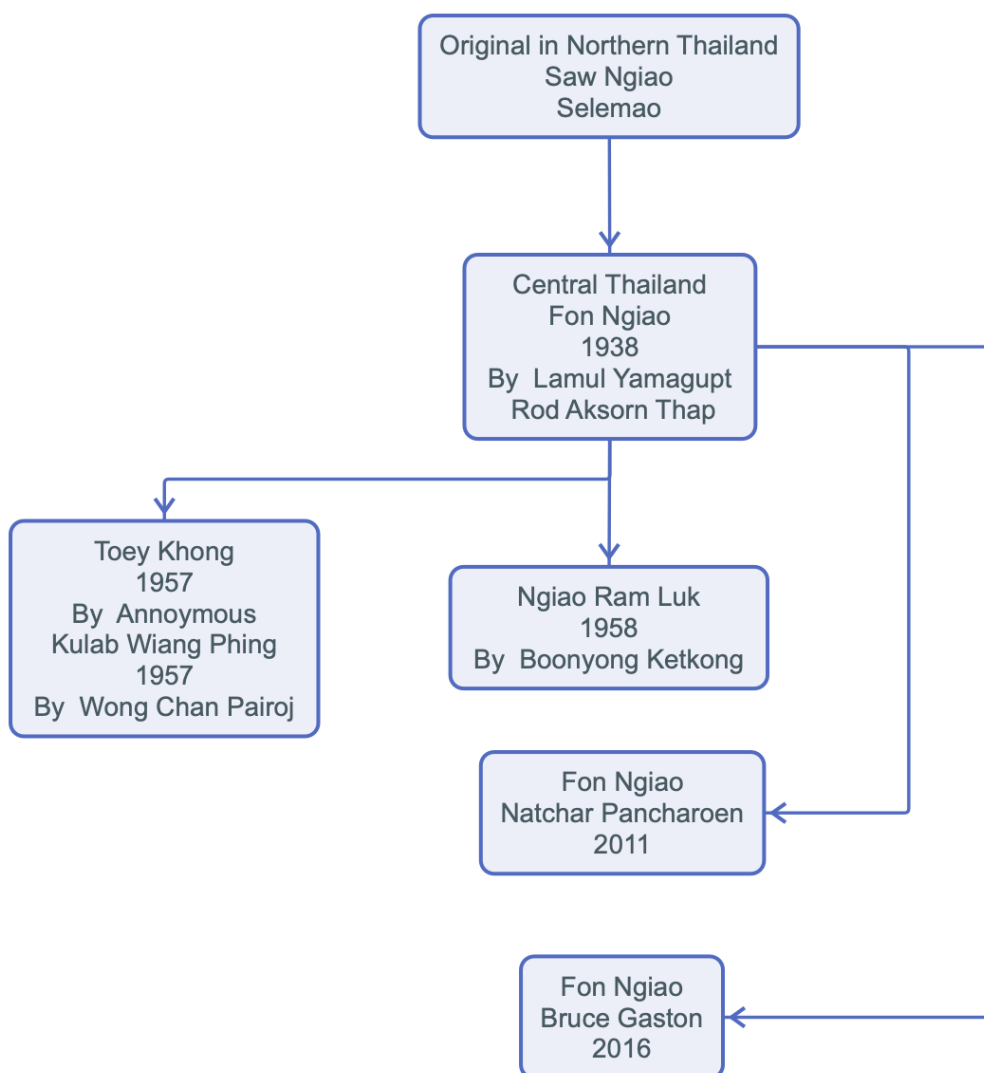 Original in Northern Thailand
Saw Ngiao
Selemao
Central Thailand
Fon Ngiao
1938
By Lamul Yamagupt
Rod Aksorn Thap
Toey Khong
1957
By Annoymous
Kulab Wiang Phing
1957
By Wong Chan Pairoj
Ngiao Ram Luk
1958
By Boonyong Ketkong
Fon Ngiao
Natchar Pancharoen
2011
Fon Ngiao
Bruce Gaston
2016